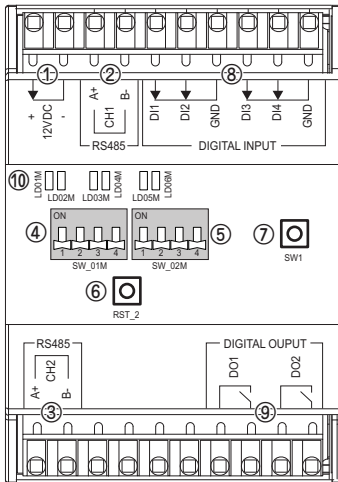 ① ② ⑧
+ 12VDC -
A+ CH1 B-
DI1 DI2 GND DI3 DI4 GND
RS485 DIGITAL INPUT
⑩ LD01M LD02M LD03M LD04M LD05M LD06M
④ ON ON ⑤
1 2 3 4 1 2 3 4
SW_01M SW_02M
⑦ SW1
⑥ RST_2
RS485 DIGITAL OUPUT
A+ CH2 B-
DO1 DO2
③ ⑨